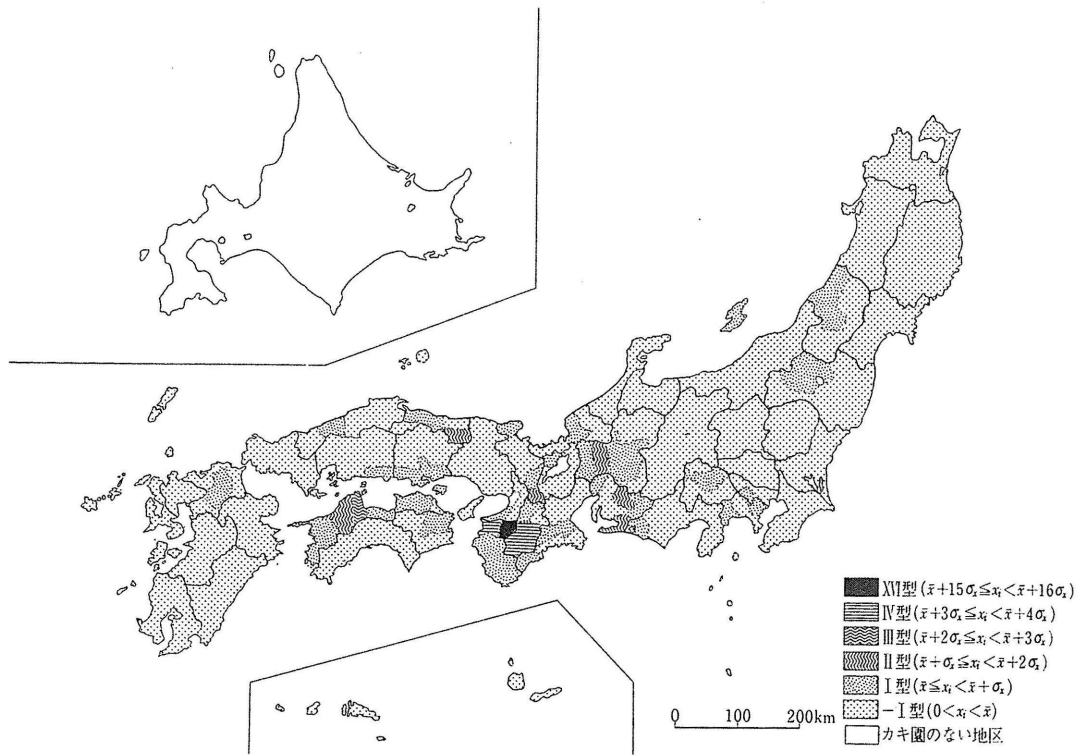 XVI型(x̄+15σₓ≦xᵢ<x̄+16σₓ)
IV型(x̄+3σₓ≦xᵢ<x̄+4σₓ)
III型(x̄+2σₓ≦xᵢ<x̄+3σₓ)
II型(x̄+σₓ≦xᵢ<x̄+2σₓ)
I型(x̄≦xᵢ<x̄+σₓ)
-I型(0<xᵢ<x̄)
カキ園のない地区
0 100 200km